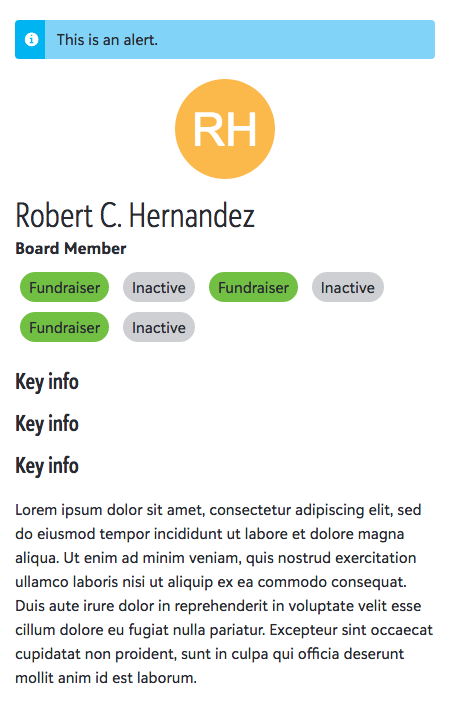 This is an alert.
RH
Robert C. Hernandez
Board Member
Fundraiser Inactive Fundraiser Inactive
Fundraiser Inactive
Key info
Key info
Key info
Lorem ipsum dolor sit amet, consectetur adipiscing elit, sed
do eiusmod tempor incididunt ut labore et dolore magna
aliqua. Ut enim ad minim veniam, quis nostrud exercitation
ullamco laboris nisi ut aliquip ex ea commodo consequat.
Duis aute irure dolor in reprehenderit in voluptate velit esse
cillum dolore eu fugiat nulla pariatur. Excepteur sint occaecat
cupidatat non proident, sunt in culpa qui officia deserunt
mollit anim id est laborum.